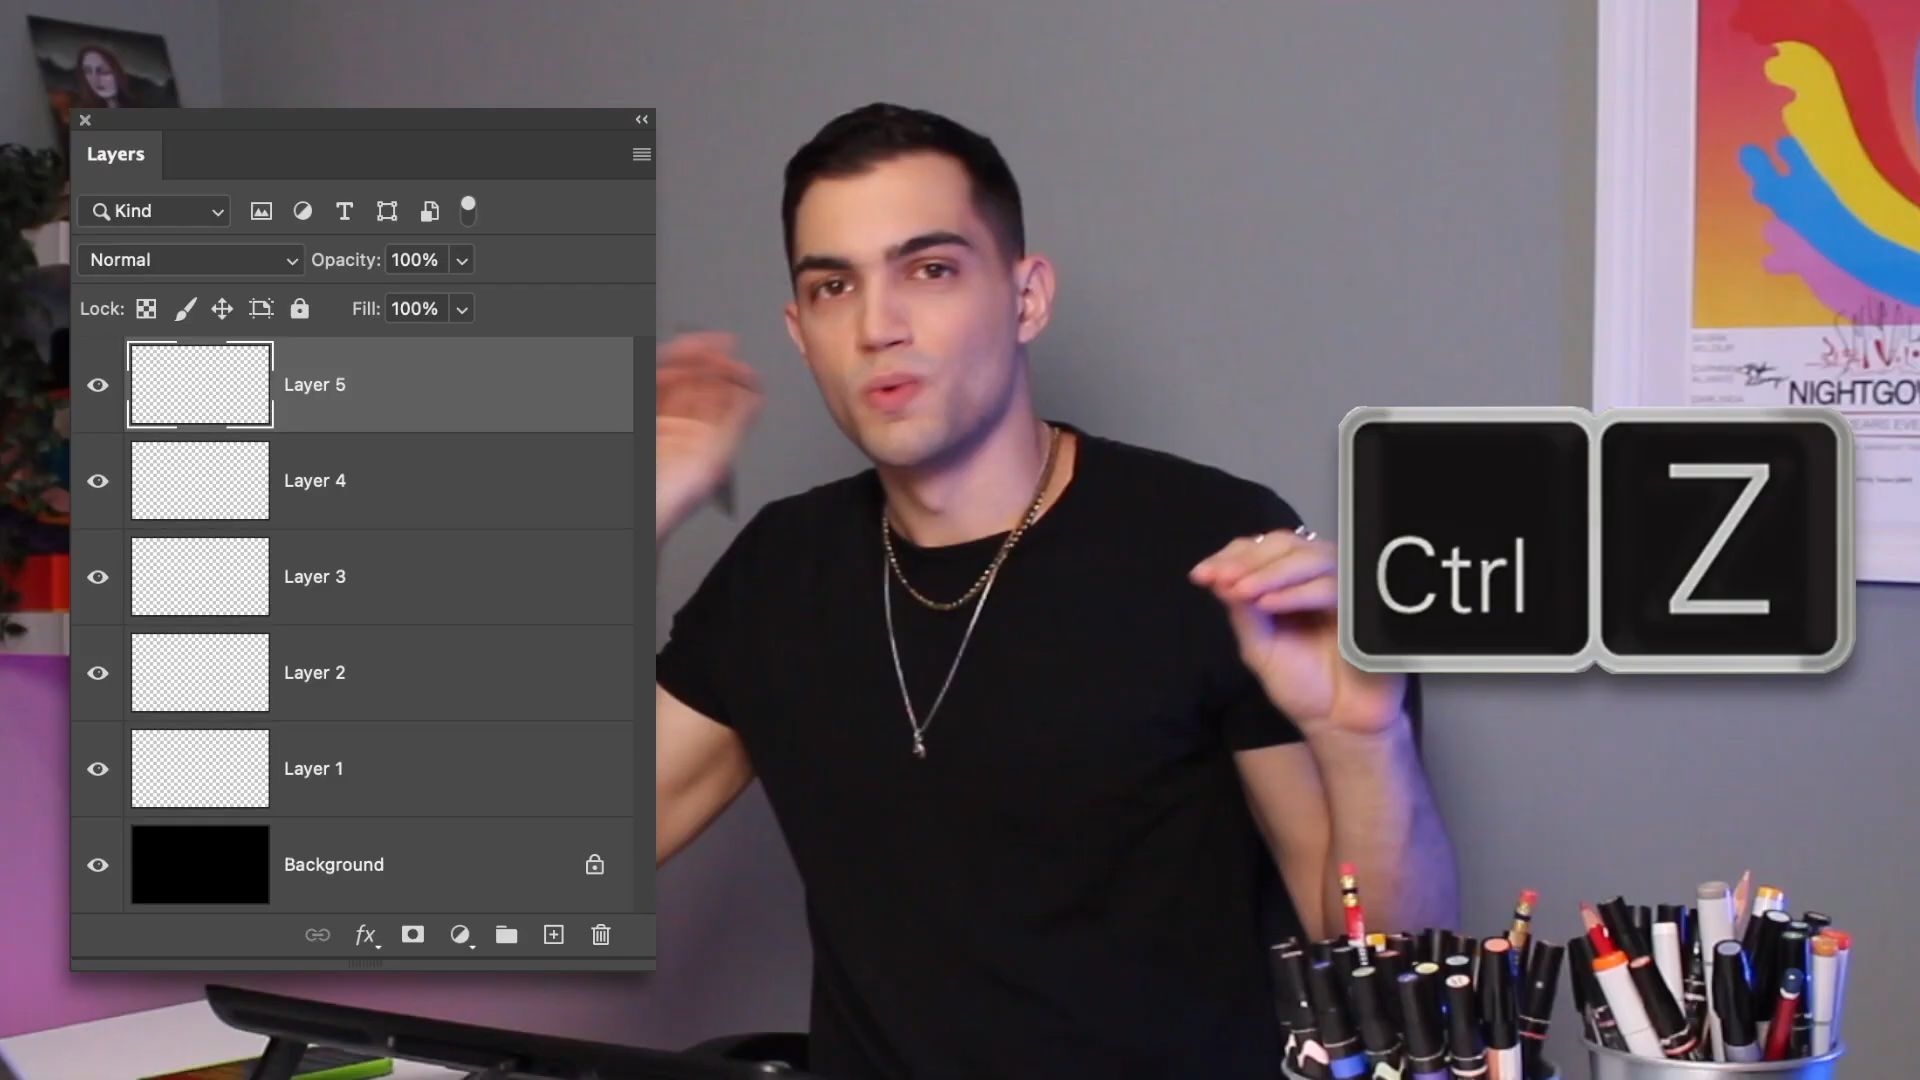 Layers
Kind
Normal
Opacity: 100%
Lock:
Fill: 100%
Layer 5
Layer 4
Layer 3
Layer 2
Layer 1
Background
fx
Ctrl
Z
NIGHTGO